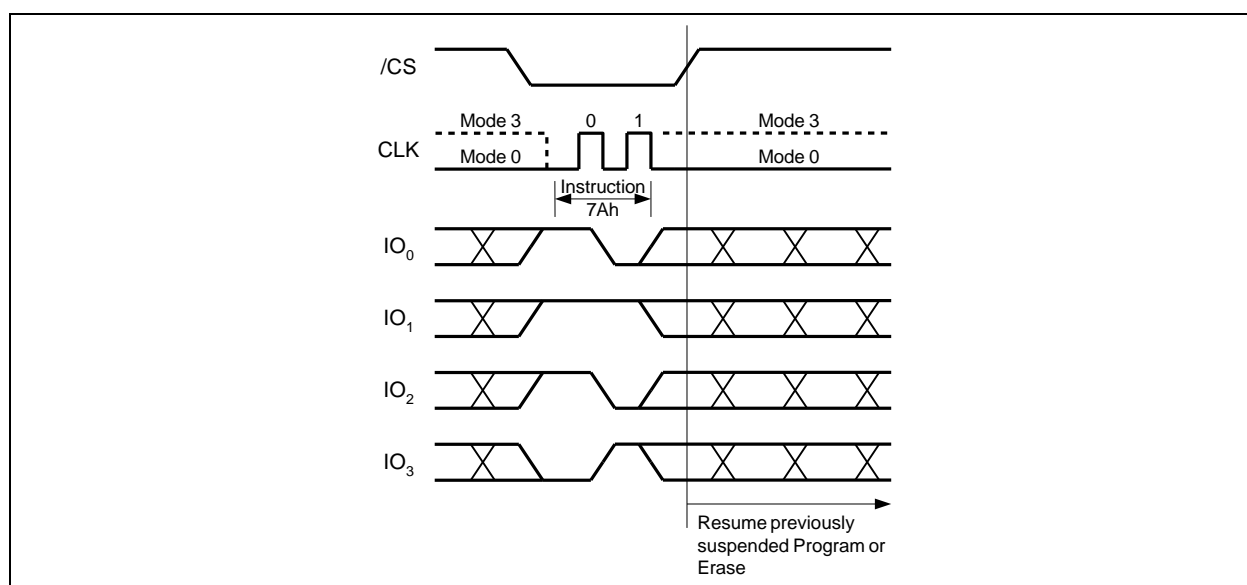 /CS
Mode 3 0 1 Mode 3
CLK
Mode 0 Mode 0
Instruction
7Ah
IO0
IO1
IO2
IO3
Resume previously
suspended Program or
Erase